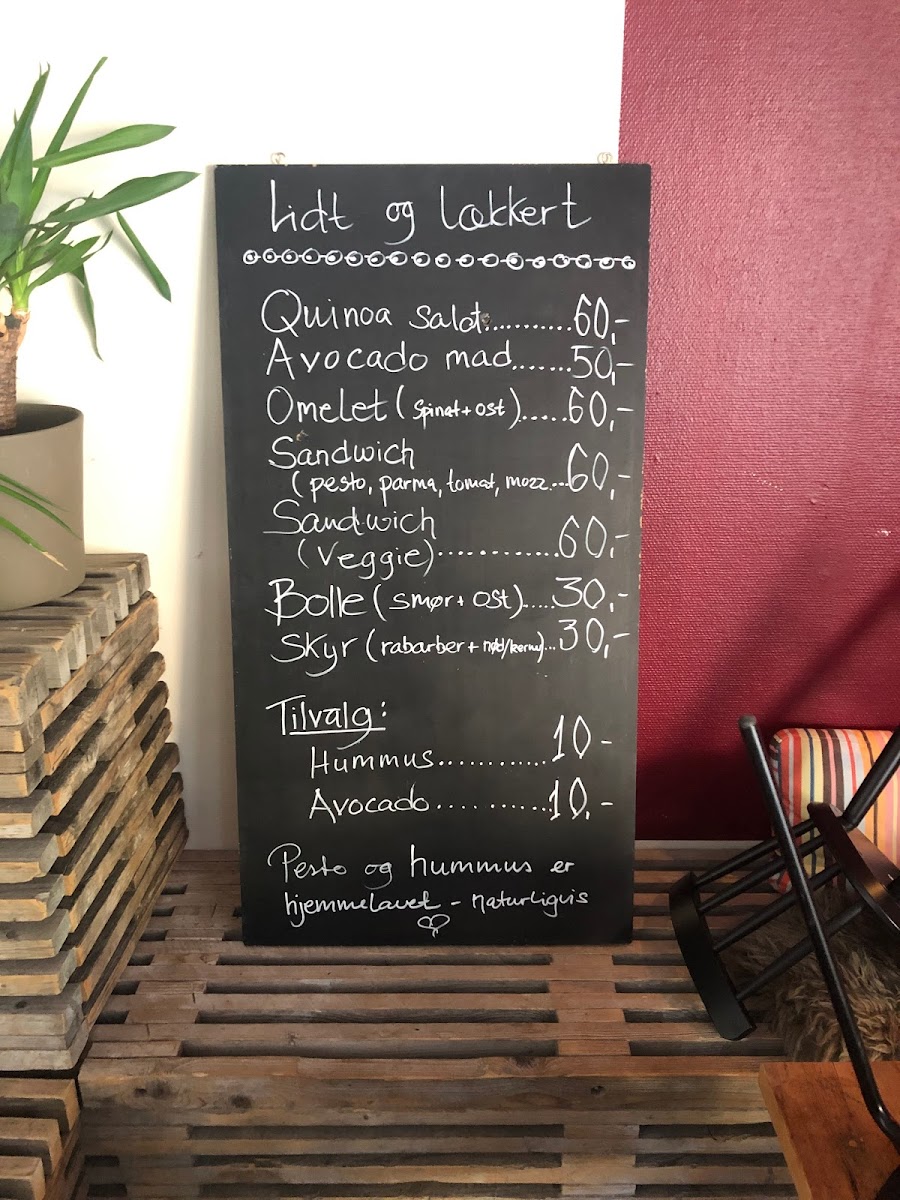 Lidt og lækkert
Quinoa salat..........60,-
Avocado mad.......50,-
Omelet (Spinat + ost).....60,-
Sandwich
(pesto, parma, tomat, mozz...60,-
Sandwich
(Veggie)............60,-
Bolle (smør + ost).....30,-
Skyr (rabarber + nød/kerne)...30,-
Tilvalg:
Hummus...........10 -
Avocado...........10,-
Pesto og hummus er
hjemmelavet - naturligvis